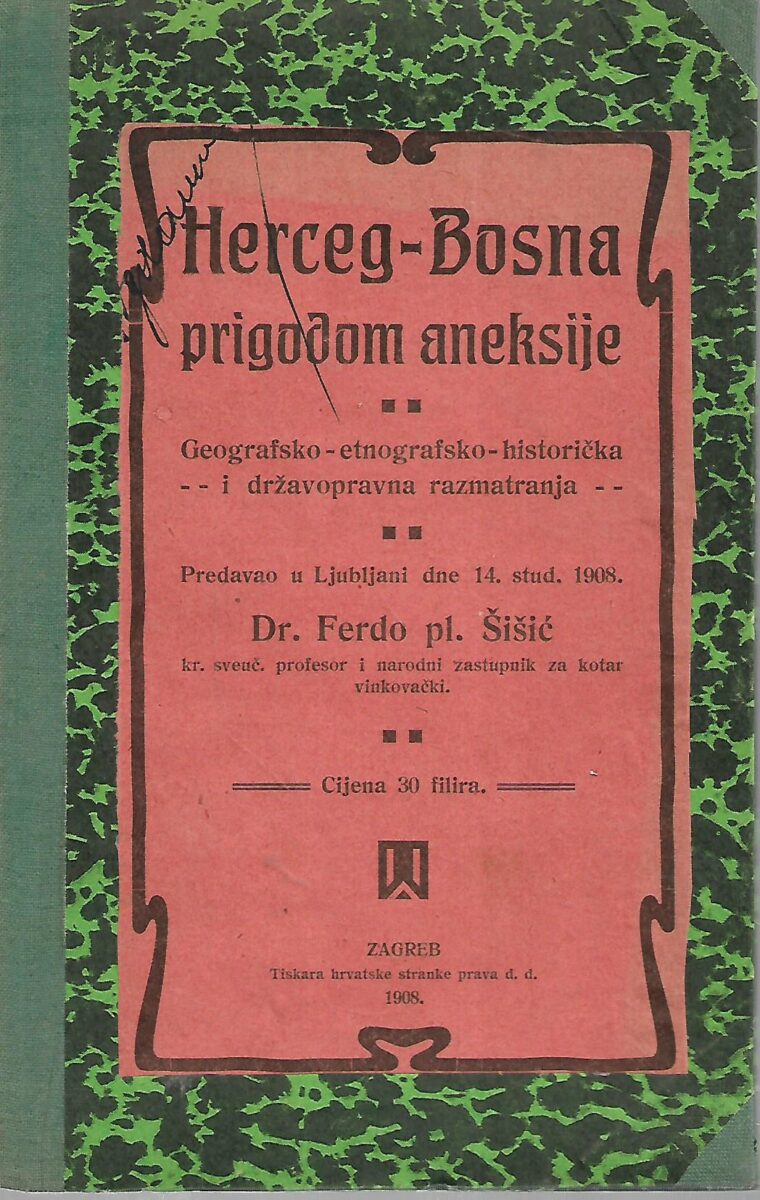 Herceg-Bosna
prigodom aneksije
Geografsko-etnografsko-historička
-- i državopravna razmatranja --
Predavao u Ljubljani dne 14. stud. 1908.
Dr. Ferdo pl. Šišić
kr. sveuč. profesor i narodni zastupnik za kotar
vinkovački.
Cijena 30 filira.
ZAGREB
Tiskara hrvatske stranke prava d. d.
1908.